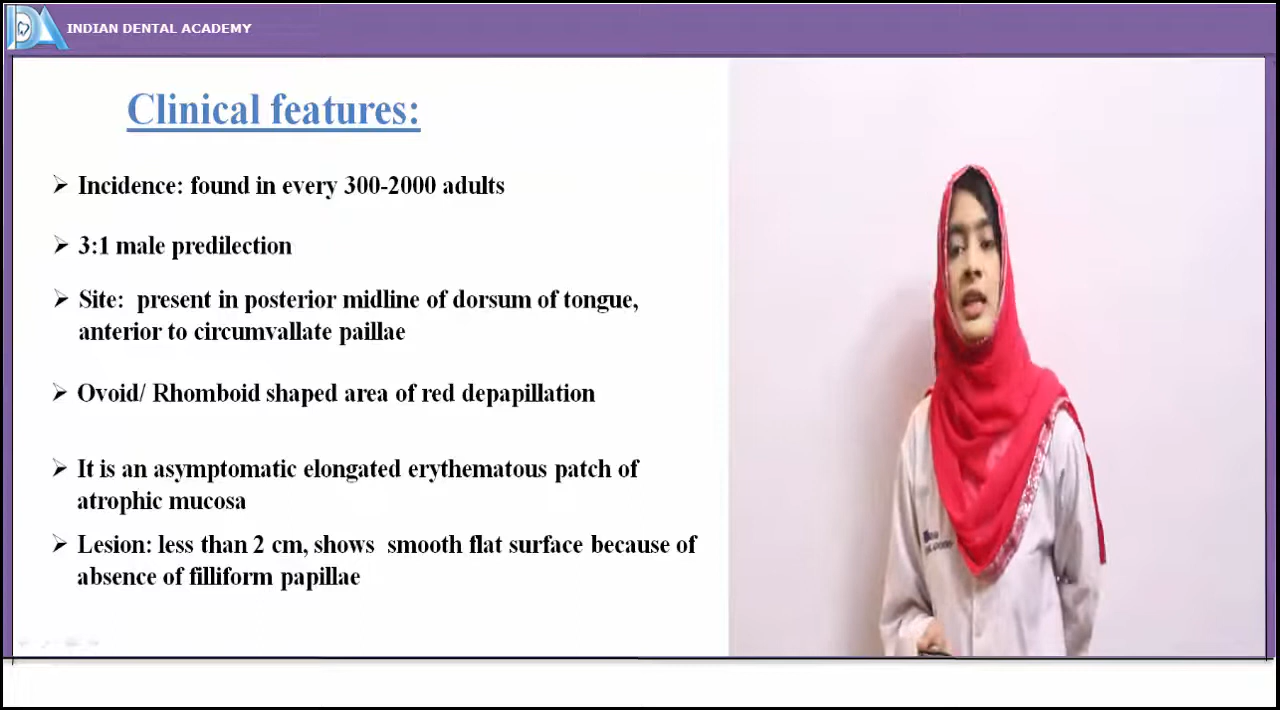 INDIAN DENTAL ACADEMY
Clinical features:
Incidence: found in every 300-2000 adults
3:1 male predilection
Site: present in posterior midline of dorsum of tongue,
anterior to circumvallate paillae
Ovoid/ Rhomboid shaped area of red depapillation
It is an asymptomatic elongated erythematous patch of
atrophic mucosa
Lesion: less than 2 cm, shows smooth flat surface because of
absence of filliform papillae